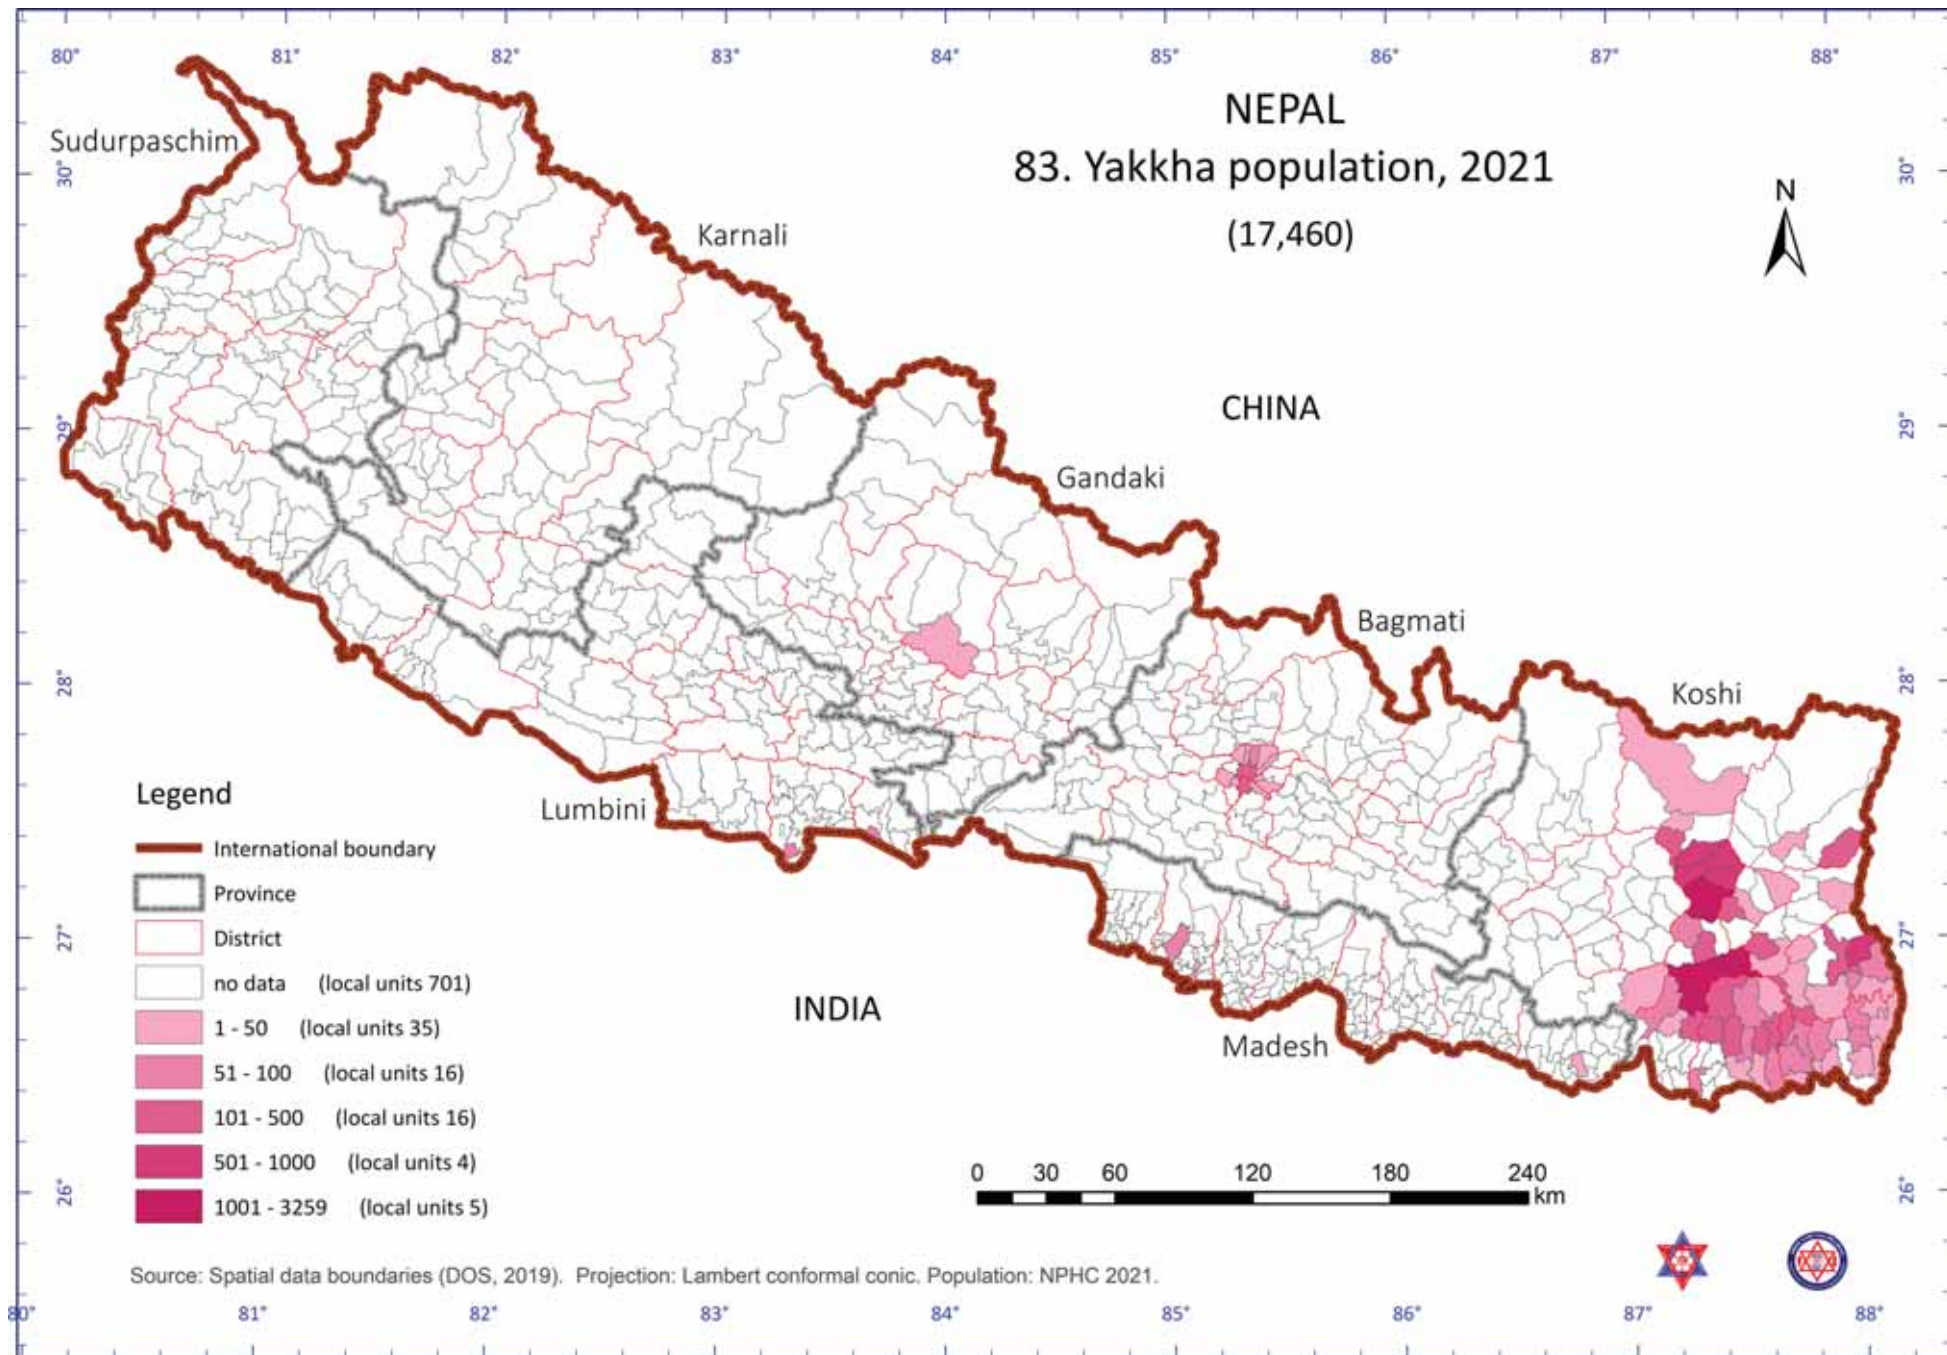 80° 81° 82° 83° 84° 85° 86° 87° 88°
NEPAL
83. Yakkha population, 2021
(17,460)
N
Sudurpaschim
30° 30°
Karnali
CHINA
29° 29°
Gandaki
Bagmati
28° 28°
Koshi
Lumbini
27° 27°
INDIA
Madesh
26° 26°
Legend
International boundary
Province
District
no data (local units 701)
1 - 50 (local units 35)
51 - 100 (local units 16)
101 - 500 (local units 16)
501 - 1000 (local units 4)
1001 - 3259 (local units 5)
0 30 60 120 180 240
km
Source: Spatial data boundaries (DOS, 2019). Projection: Lambert conformal conic. Population: NPHC 2021.
80° 81° 82° 83° 84° 85° 86° 87° 88°